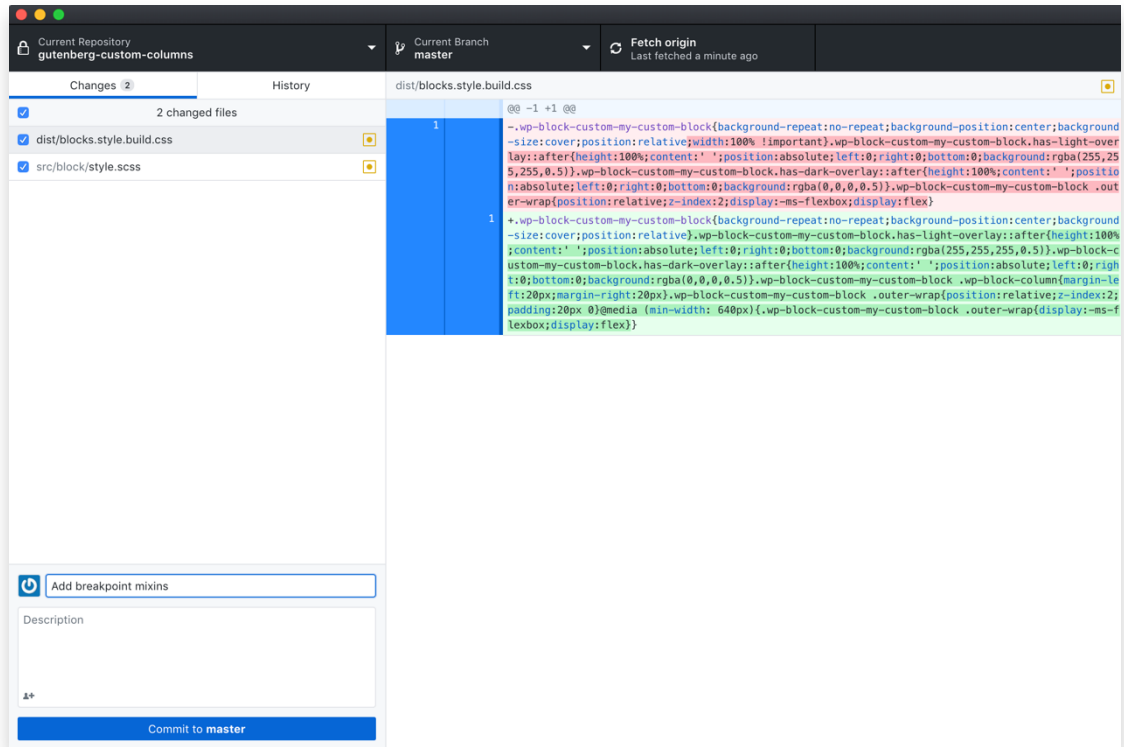 Current Repository
gutenberg-custom-columns
Current Branch
master
Fetch origin
Last fetched a minute ago
Changes 2
History
2 changed files
dist/blocks.style.build.css
src/block/style.scss
dist/blocks.style.build.css
@@ -1 +1 @@
1
-.wp-block-custom-my-custom-block{background-repeat:no-repeat;background-position:center;background
-size:cover;position:relative;width:100% !important}.wp-block-custom-my-custom-block.has-light-over
lay::after{height:100%;content:' ';position:absolute;left:0;right:0;bottom:0;background:rgba(255,25
5,255,0.5)}.wp-block-custom-my-custom-block.has-dark-overlay::after{height:100%;content:' ';positio
n:absolute;left:0;right:0;bottom:0;background:rgba(0,0,0,0.5)}.wp-block-custom-my-custom-block .out
er-wrap{position:relative;z-index:2;display:-ms-flexbox;display:flex}
1
+.wp-block-custom-my-custom-block{background-repeat:no-repeat;background-position:center;background
-size:cover;position:relative}.wp-block-custom-my-custom-block.has-light-overlay::after{height:100%
;content:' ';position:absolute;left:0;right:0;bottom:0;background:rgba(255,255,255,0.5)}.wp-block-c
ustom-my-custom-block.has-dark-overlay::after{height:100%;content:' ';position:absolute;left:0;righ
t:0;bottom:0;background:rgba(0,0,0,0.5)}.wp-block-custom-my-custom-block .wp-block-column{margin-le
ft:20px;margin-right:20px}.wp-block-custom-my-custom-block .outer-wrap{position:relative;z-index:2;
padding:20px 0}@media (min-width: 640px){.wp-block-custom-my-custom-block .outer-wrap{display:-ms-f
lexbox;display:flex}}
Add breakpoint mixins
Description
Commit to master